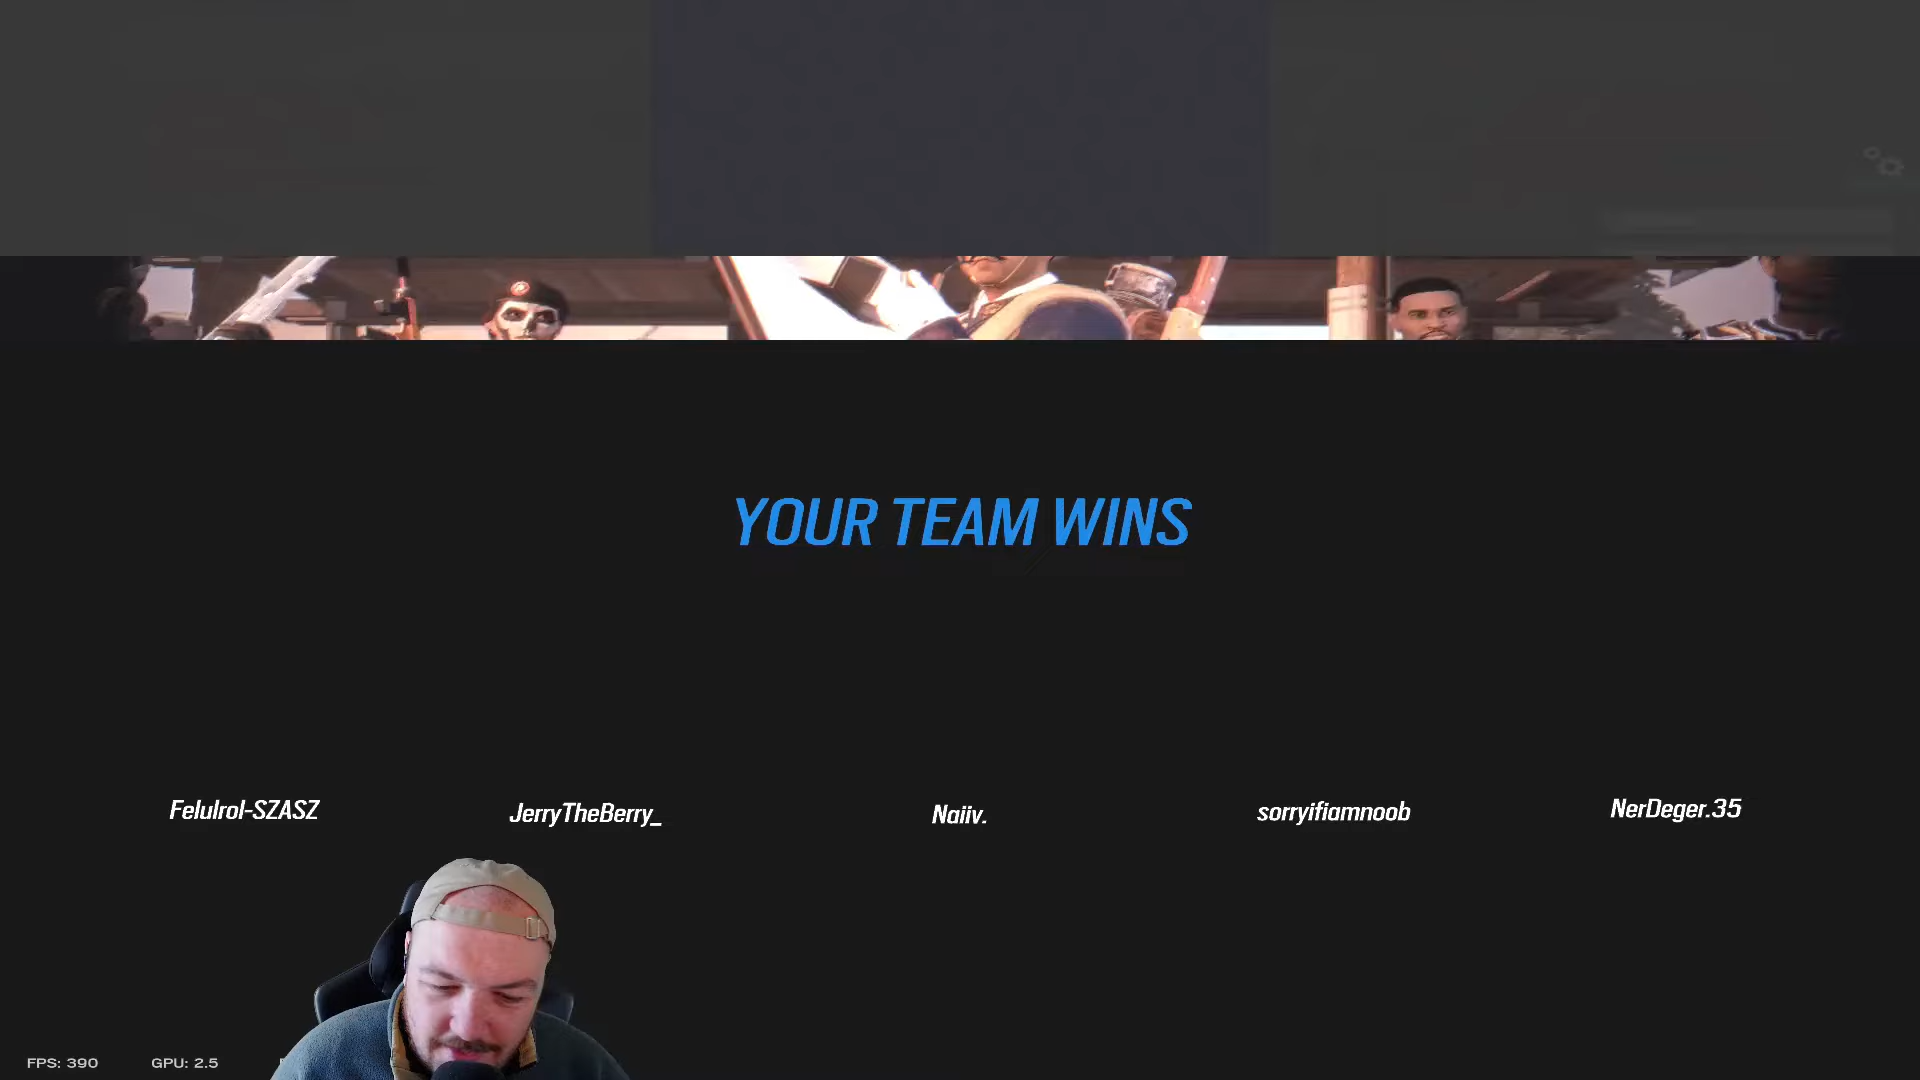 YOUR TEAM WINS
Felulrol-SZASZ
JerryTheBerry_
Naiiv.
sorryifiamnoob
NerDeger.35
FPS: 390
GPU: 2.5